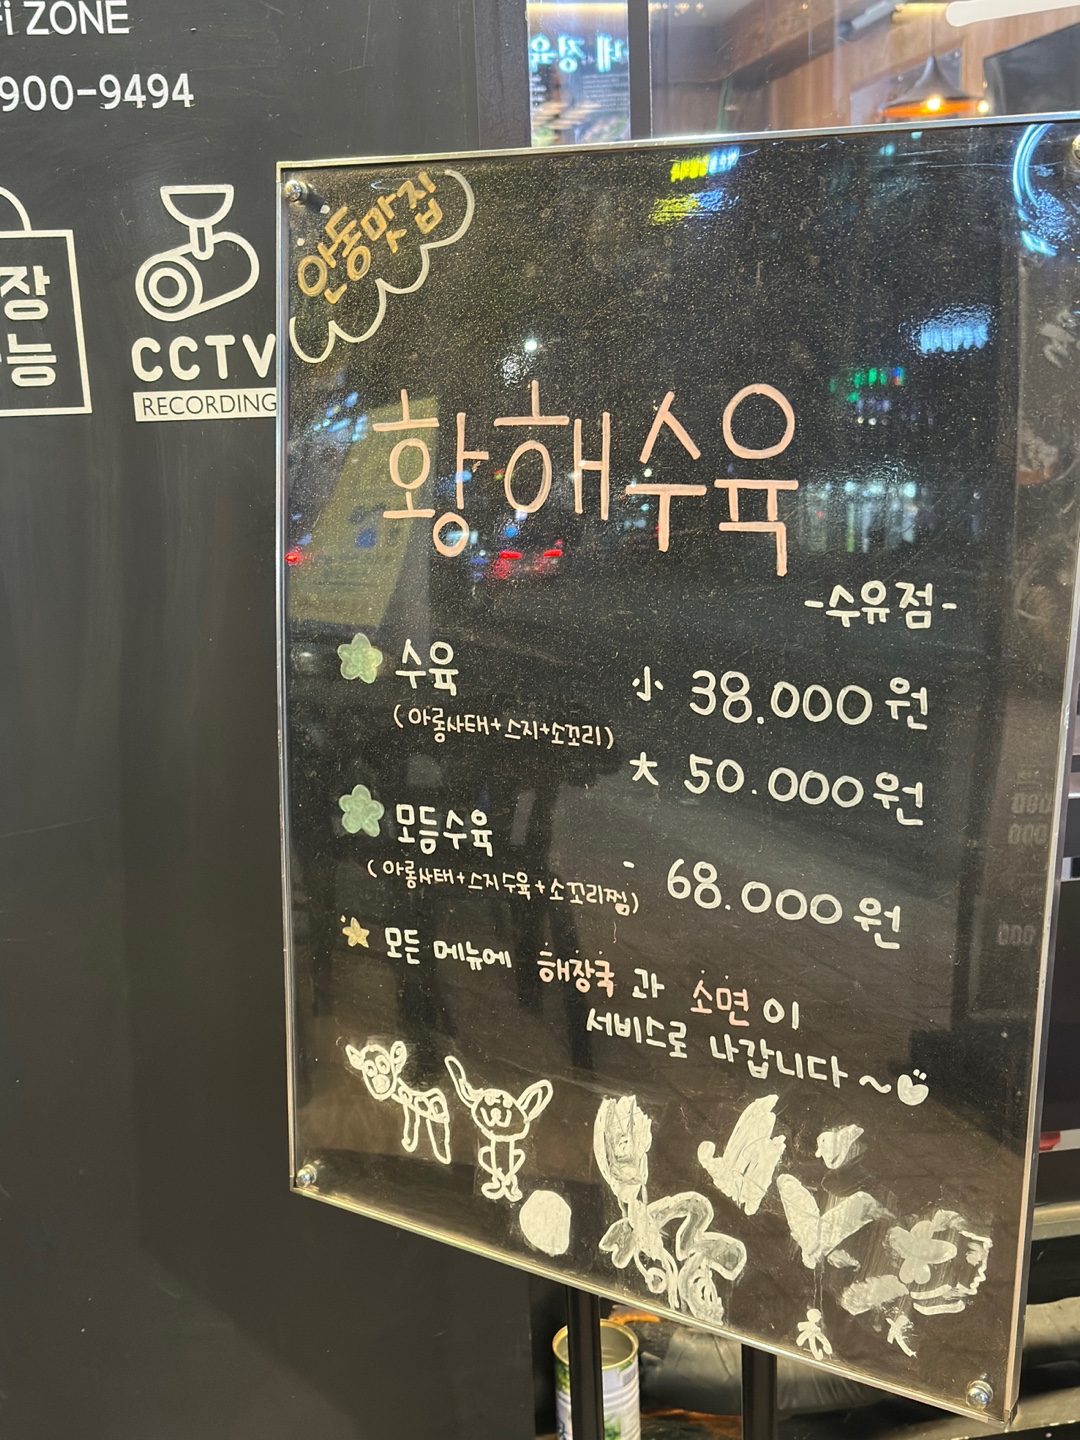 Fi ZONE
900-9494
장
능
CCTV
RECORDING
안동맛집
황해수육
-수유점-
수육
小 38.000원
(아롱사태+스지+소꼬리)
大 50.000원
모듬수육
(아롱사태+스지수육+소꼬리찜)
- 68.000원
모든 메뉴에 해장국과 소면이
서비스로 나갑니다~